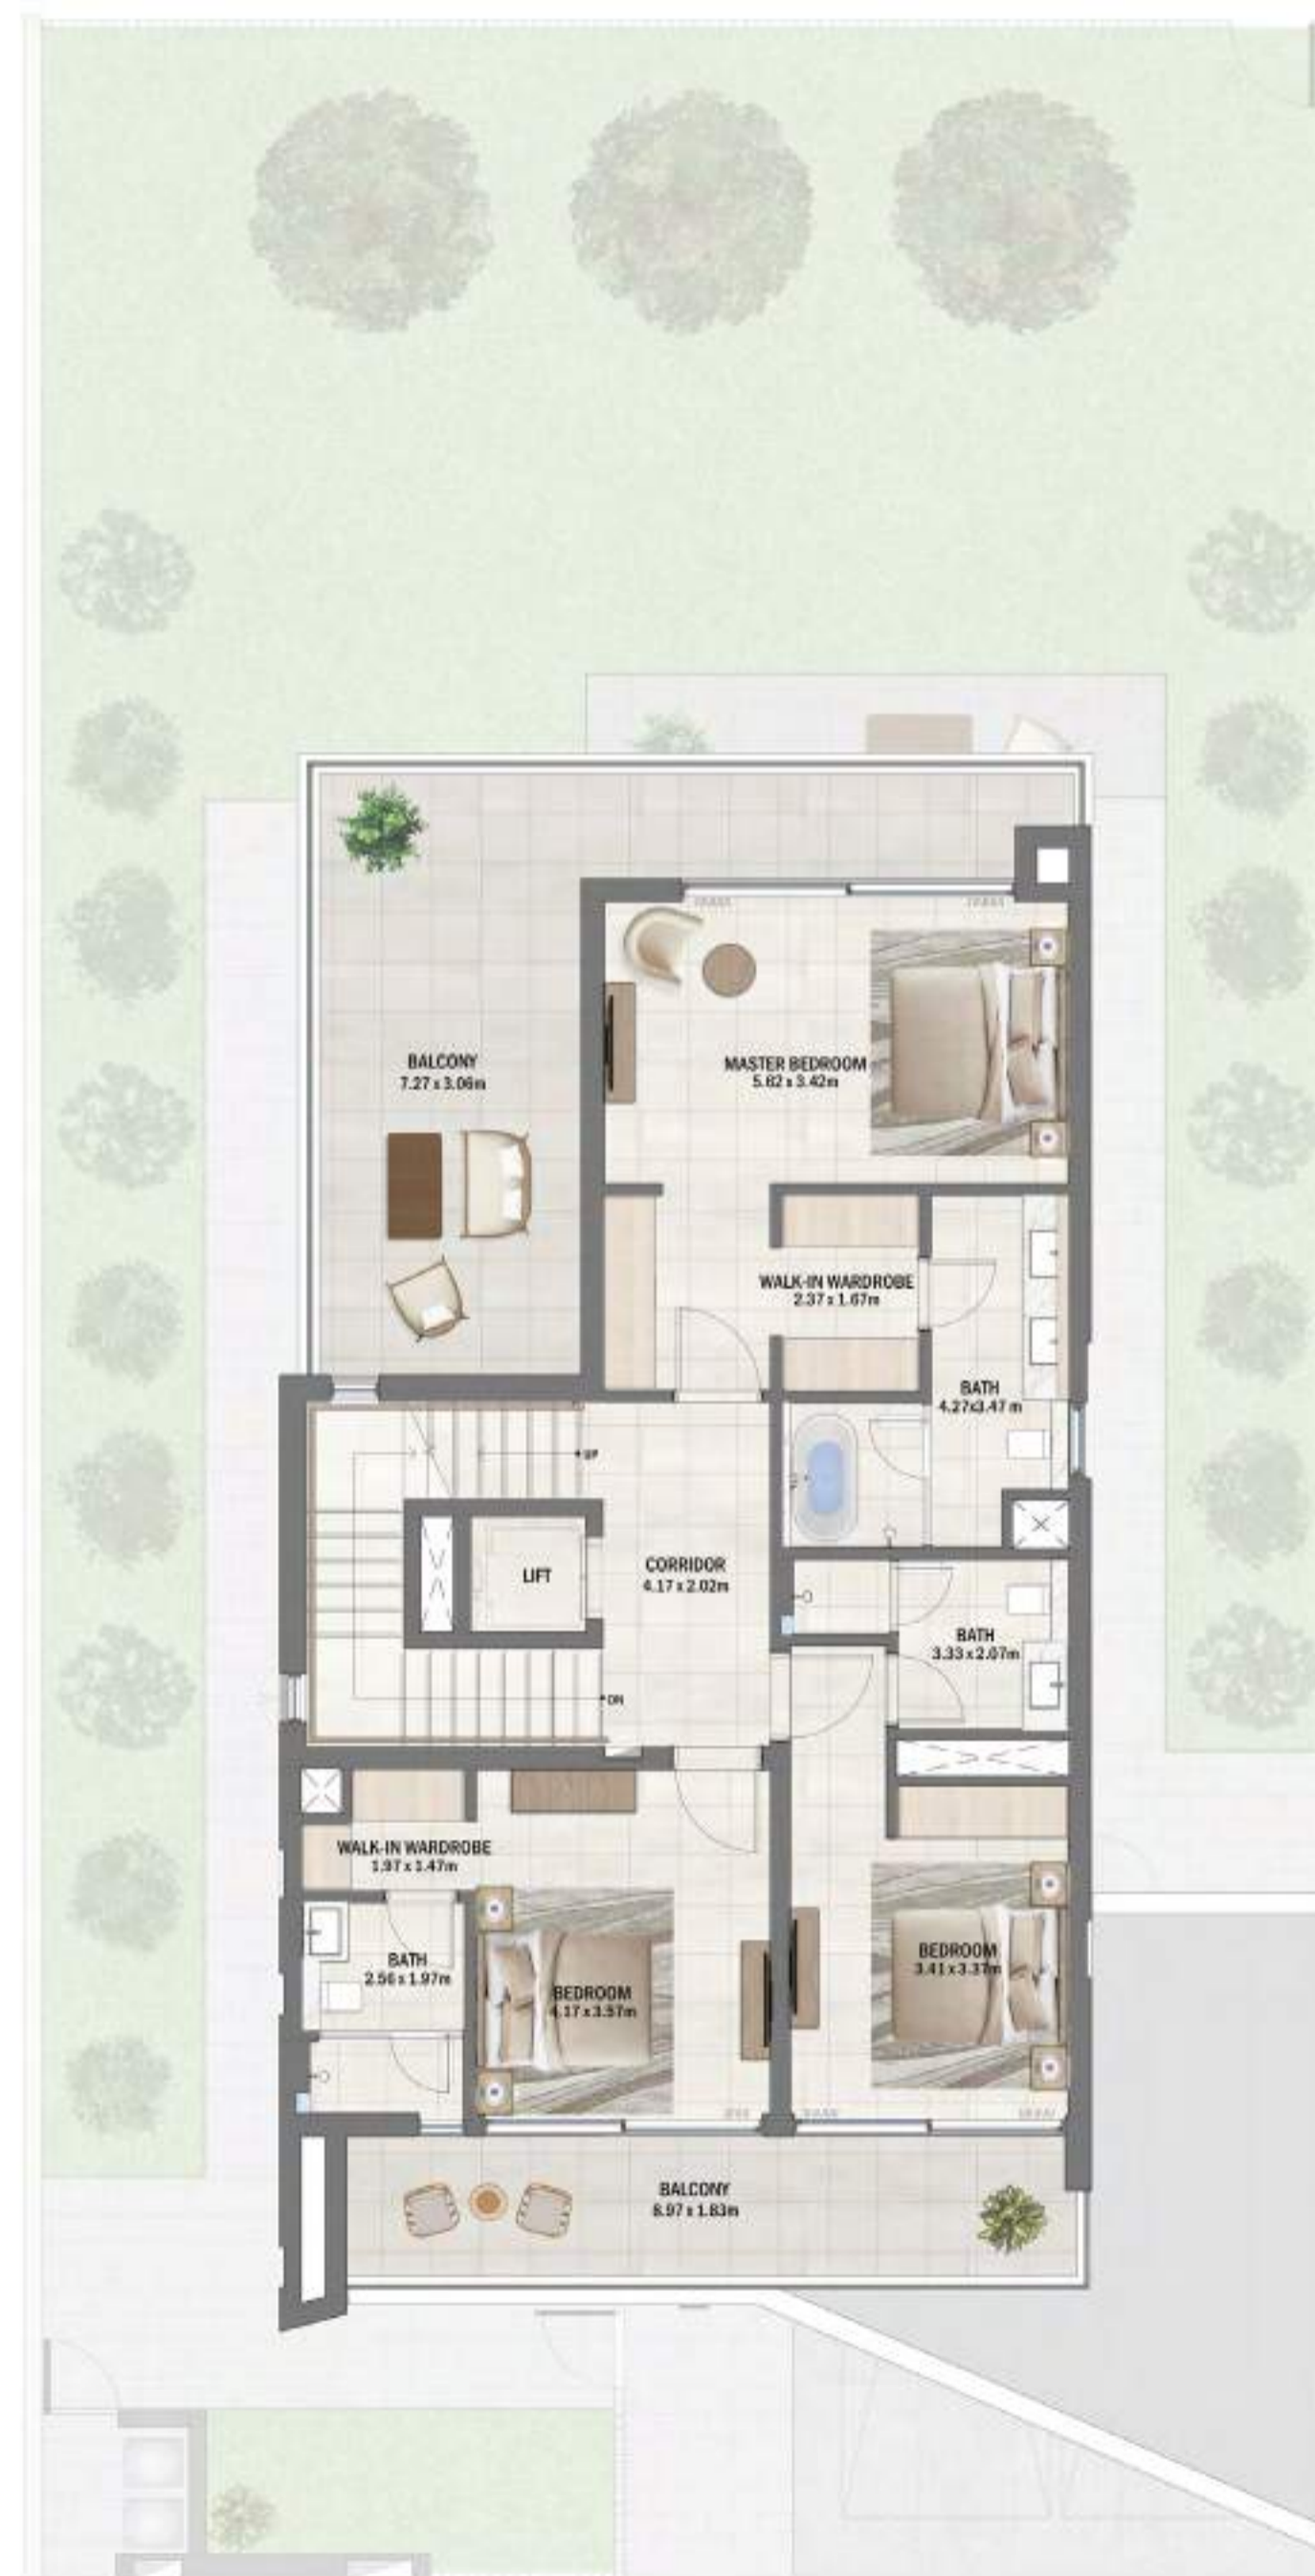 BALCONY
7.27 x 3.06m
MASTER BEDROOM
5.62 x 3.42m
WALK-IN WARDROBE
2.37 x 1.67m
BATH
4.27x3.47 m
UP
LIFT
CORRIDOR
4.17 x 2.02m
BATH
3.33 x 2.07m
DN
WALK-IN WARDROBE
1.97 x 1.47m
BATH
2.56 x 1.97m
BEDROOM
4.17 x 3.57m
BEDROOM
3.41 x 3.37m
BALCONY
8.97 x 1.83m